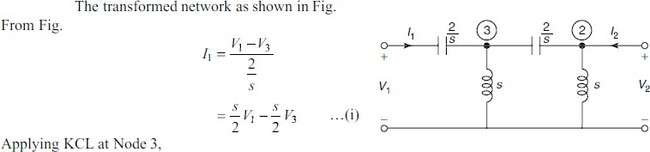 The transformed network as shown in Fig.
From Fig.
I₁ = (V₁ − V₃) / (2/s)
= s/2 V₁ − s/2 V₃ ...(i)
Applying KCL at Node 3,
I₁ 2/s 3 2/s 2 I₂
+ +
V₁ s s V₂
− −